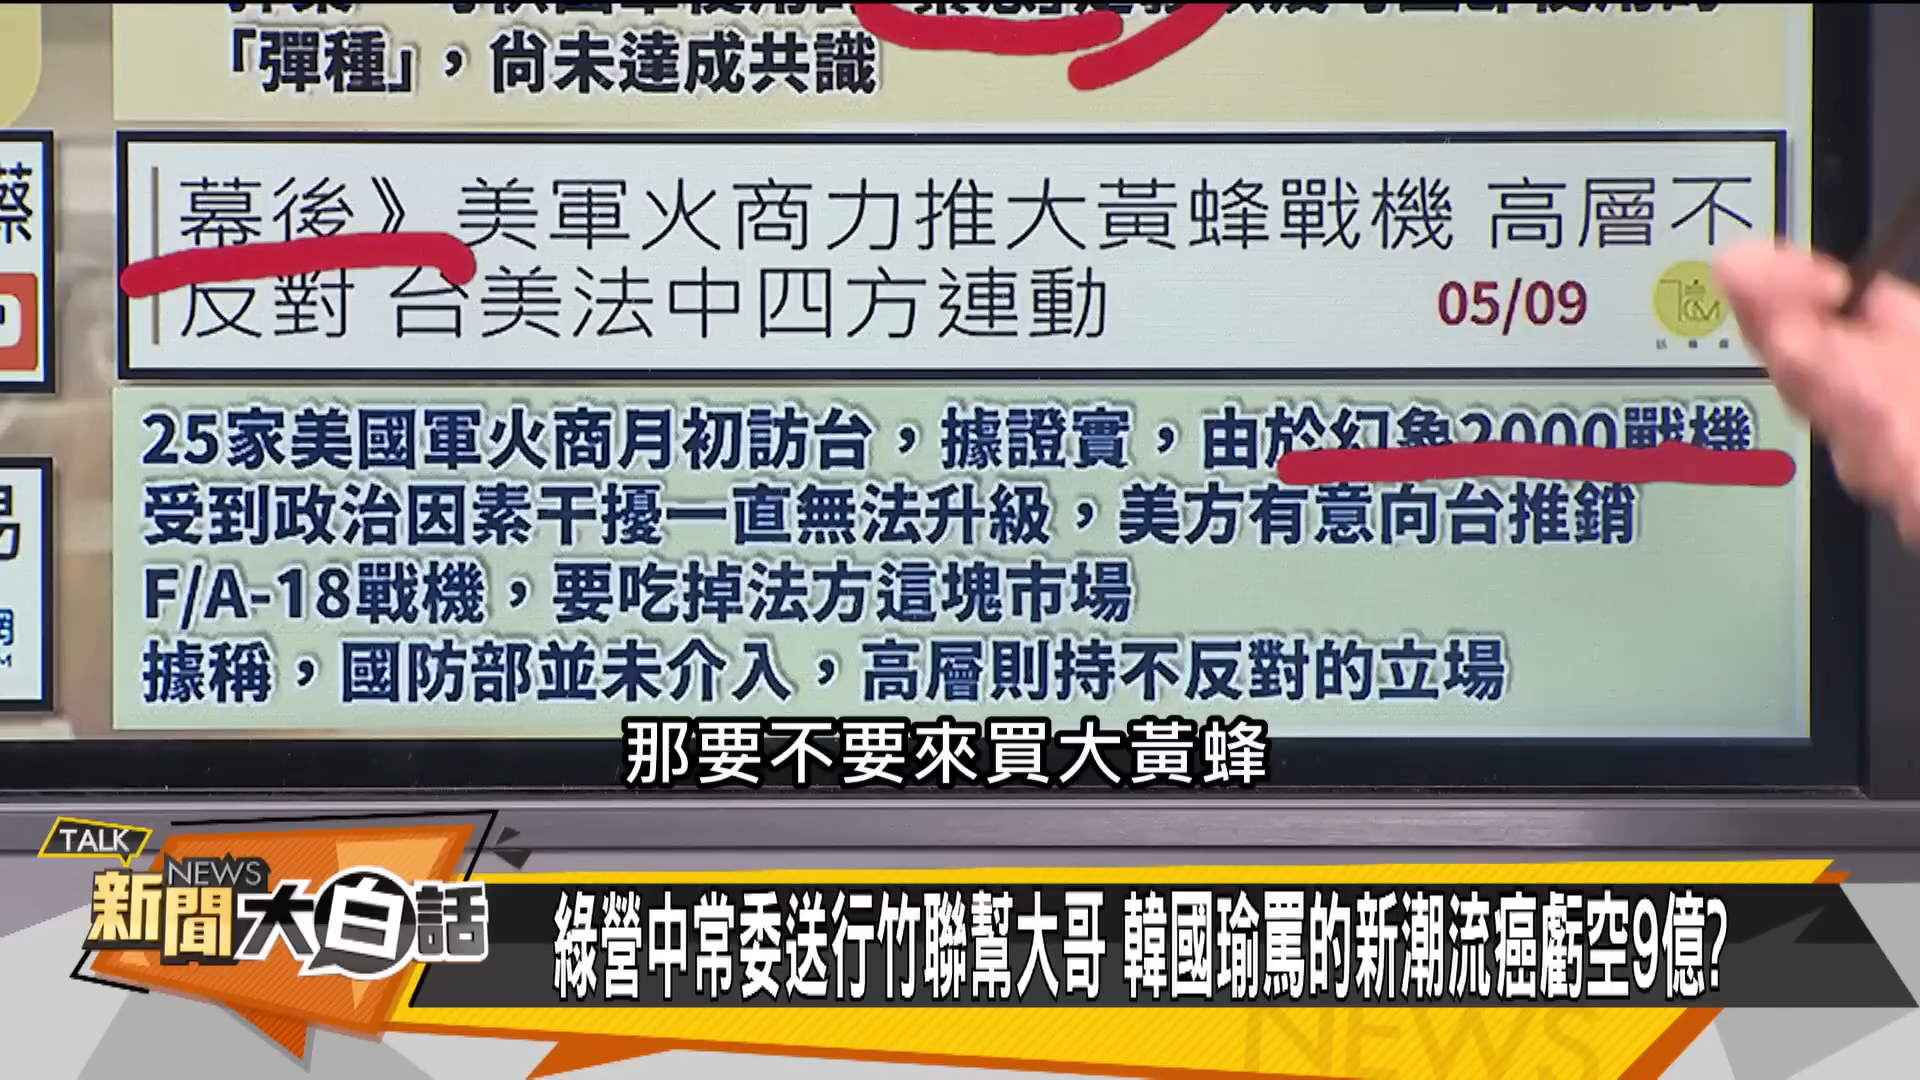 「彈種」，尚未達成共識
幕後》美軍火商力推大黃蜂戰機 高層不
反對 台美法中四方連動
05/09
25家美國軍火商月初訪台，據證實，由於幻象2000戰機
受到政治因素干擾一直無法升級，美方有意向台推銷
F/A-18戰機，要吃掉法方這塊市場
據稱，國防部並未介入，高層則持不反對的立場
那要不要來買大黃蜂
TALK
NEWS
新聞大白話
綠營中常委送行竹聯幫大哥 韓國瑜罵的新潮流癌虧空9億?
NEWS